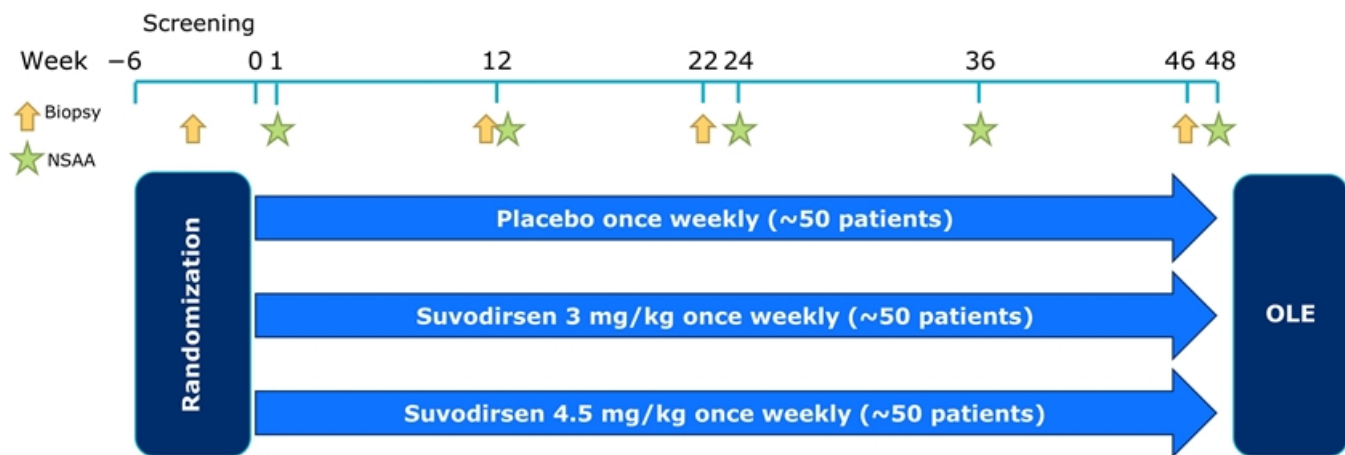 Screening
Week −6 0 1 12 22 24 36 46 48
Biopsy
NSAA
Randomization
Placebo once weekly (~50 patients)
Suvodirsen 3 mg/kg once weekly (~50 patients)
Suvodirsen 4.5 mg/kg once weekly (~50 patients)
OLE